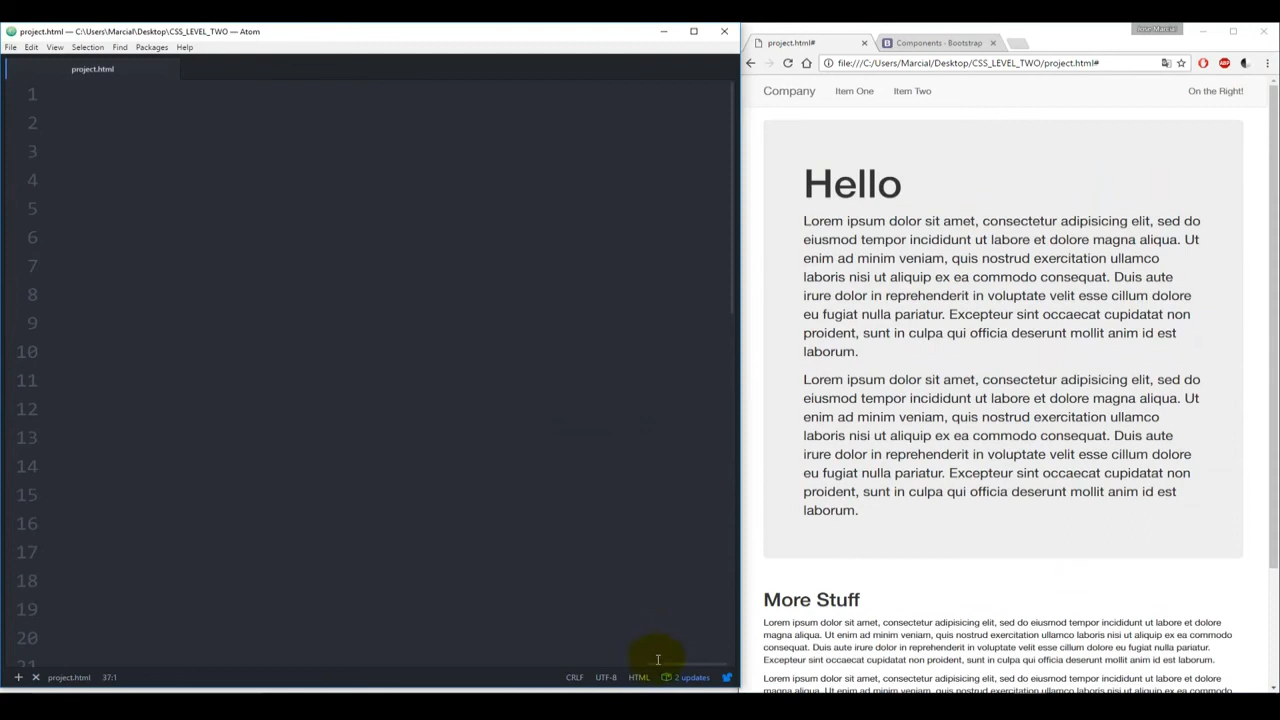 project.html — C:\Users\Marcial\Desktop\CSS_LEVEL_TWO — Atom
File Edit View Selection Find Packages Help
project.html
1
2
3
4
5
6
7
8
9
10
11
12
13
14
15
16
17
18
19
20
21
project.html 37:1 CRLF UTF-8 HTML 2 updates
Jose Marcial
project.html# Components · Bootstrap
file:///C:/Users/Marcial/Desktop/CSS_LEVEL_TWO/project.html#
ABP
Company Item One Item Two On the Right!
Hello
Lorem ipsum dolor sit amet, consectetur adipisicing elit, sed do
eiusmod tempor incididunt ut labore et dolore magna aliqua. Ut
enim ad minim veniam, quis nostrud exercitation ullamco
laboris nisi ut aliquip ex ea commodo consequat. Duis aute
irure dolor in reprehenderit in voluptate velit esse cillum dolore
eu fugiat nulla pariatur. Excepteur sint occaecat cupidatat non
proident, sunt in culpa qui officia deserunt mollit anim id est
laborum.
Lorem ipsum dolor sit amet, consectetur adipisicing elit, sed do
eiusmod tempor incididunt ut labore et dolore magna aliqua. Ut
enim ad minim veniam, quis nostrud exercitation ullamco
laboris nisi ut aliquip ex ea commodo consequat. Duis aute
irure dolor in reprehenderit in voluptate velit esse cillum dolore
eu fugiat nulla pariatur. Excepteur sint occaecat cupidatat non
proident, sunt in culpa qui officia deserunt mollit anim id est
laborum.
More Stuff
Lorem ipsum dolor sit amet, consectetur adipisicing elit, sed do eiusmod tempor incididunt ut labore et dolore
magna aliqua. Ut enim ad minim veniam, quis nostrud exercitation ullamco laboris nisi ut aliquip ex ea commodo
consequat. Duis aute irure dolor in reprehenderit in voluptate velit esse cillum dolore eu fugiat nulla pariatur.
Excepteur sint occaecat cupidatat non proident, sunt in culpa qui officia deserunt mollit anim id est laborum.
Lorem ipsum dolor sit amet, consectetur adipisicing elit, sed do eiusmod tempor incididunt ut labore et dolore